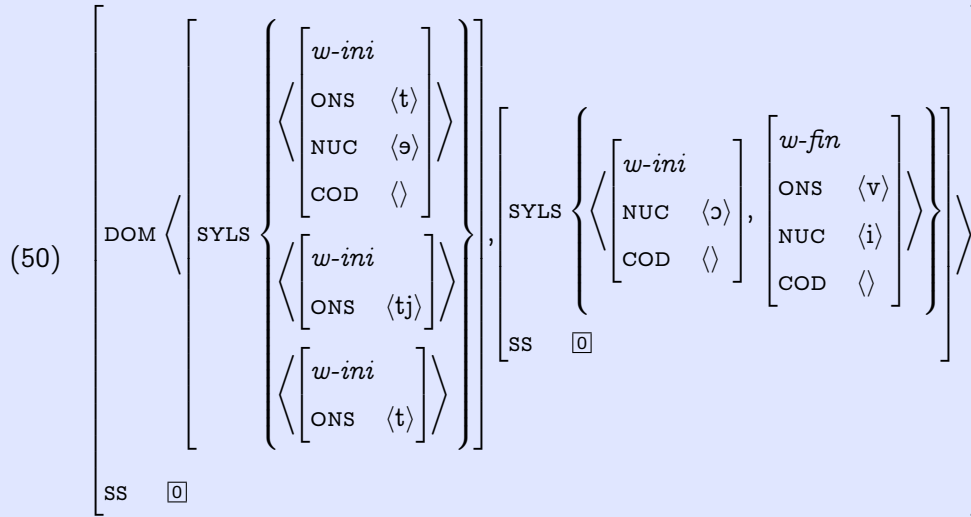 w-ini
ONS ⟨t⟩
NUC ⟨ɘ⟩
COD ⟨⟩
w-ini
ONS ⟨tj⟩
w-ini
ONS ⟨t⟩
(50) DOM SYLS , SYLS
w-ini
NUC ⟨ɔ⟩
COD ⟨⟩ ,
w-fin
ONS ⟨v⟩
NUC ⟨i⟩
COD ⟨⟩
SS 0
SS 0